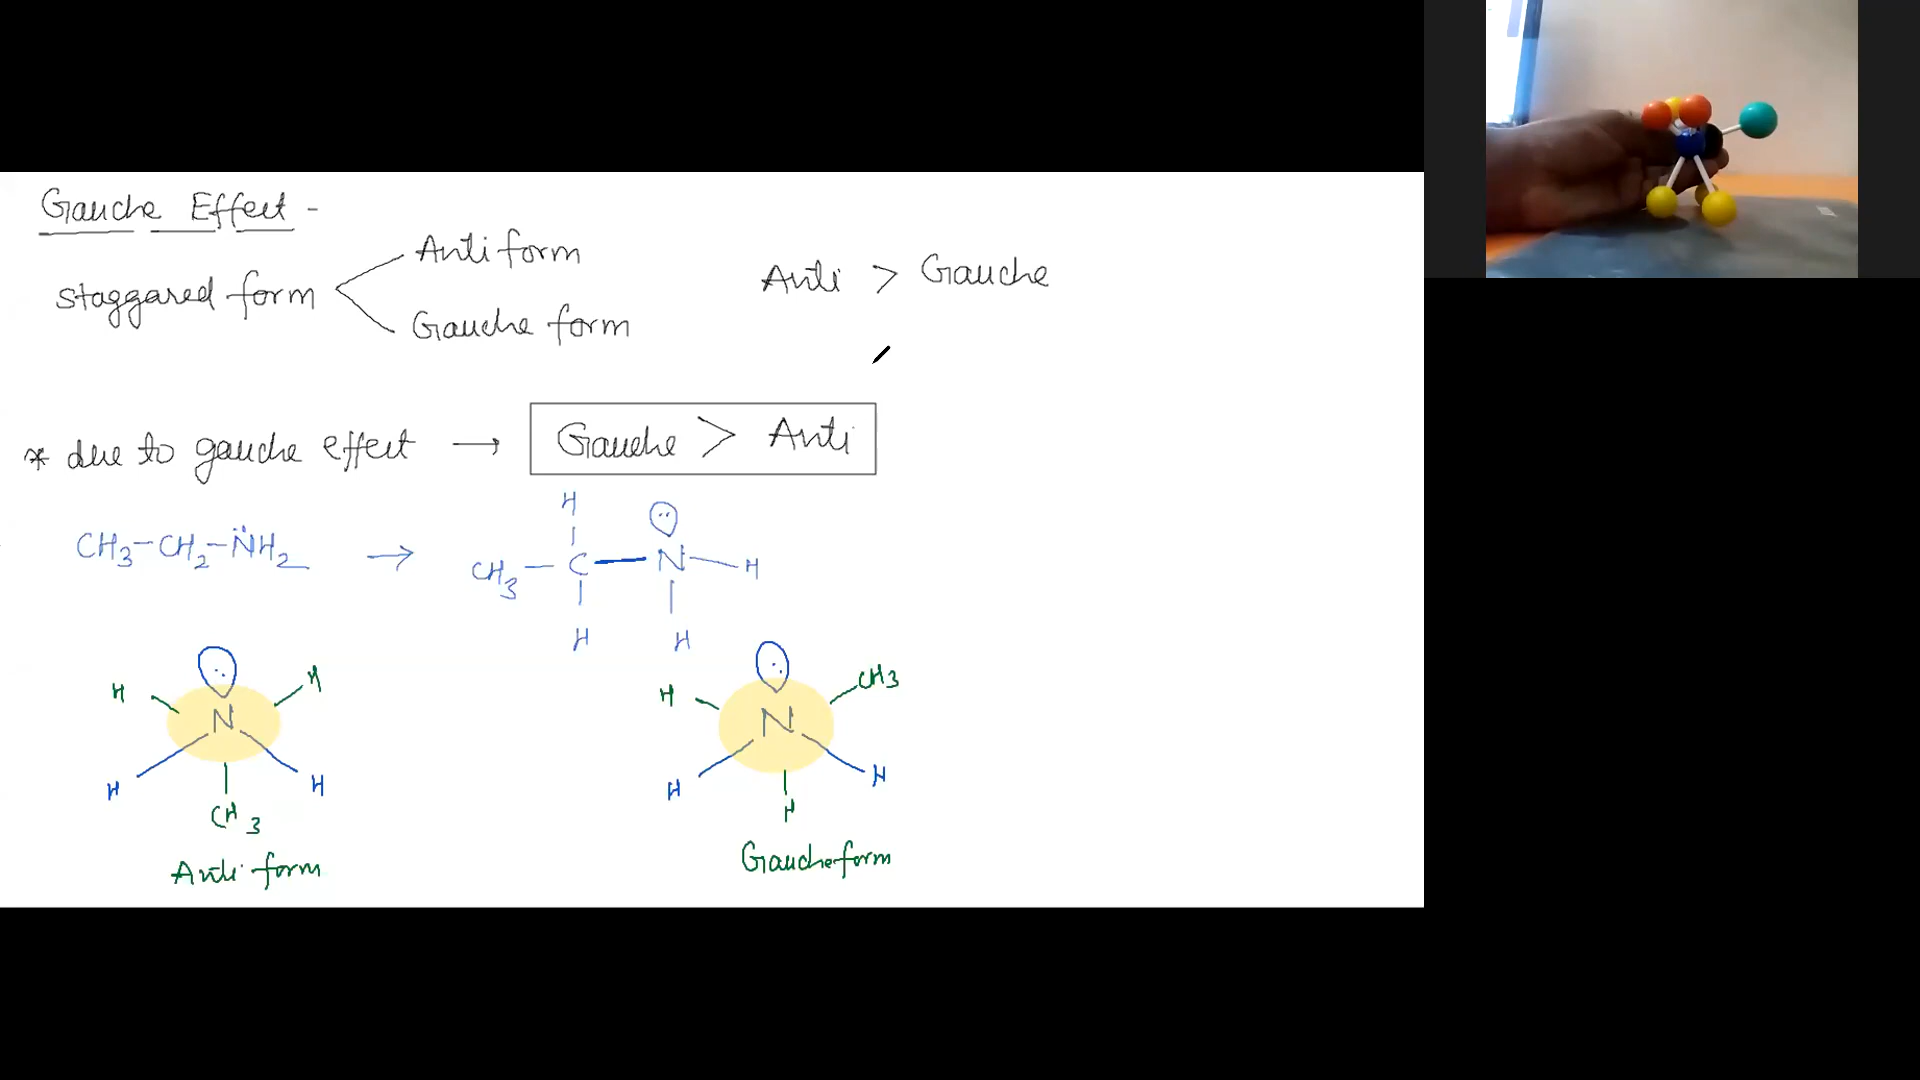 Gauche Effect -
staggared form
Anti form
Gauche form
Anti > Gauche
* due to gauche effect → Gauche > Anti
CH3-CH2-N̈H2 →
H
CH3 - C - N - H
H H
H H
N
H H
CH3
Anti form
H CH3
N
H H
H
Gauche form